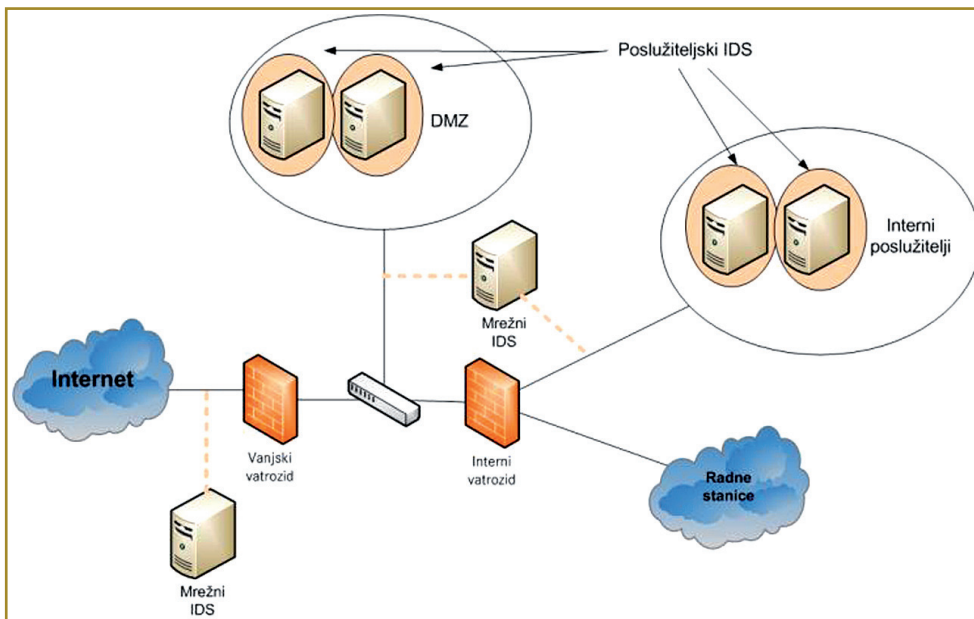 Poslužiteljski IDS
DMZ
Interni
poslužitelji
Mrežni
IDS
Internet
Vanjski
vatrozid
Interni
vatrozid
Radne
stanice
Mrežni
IDS